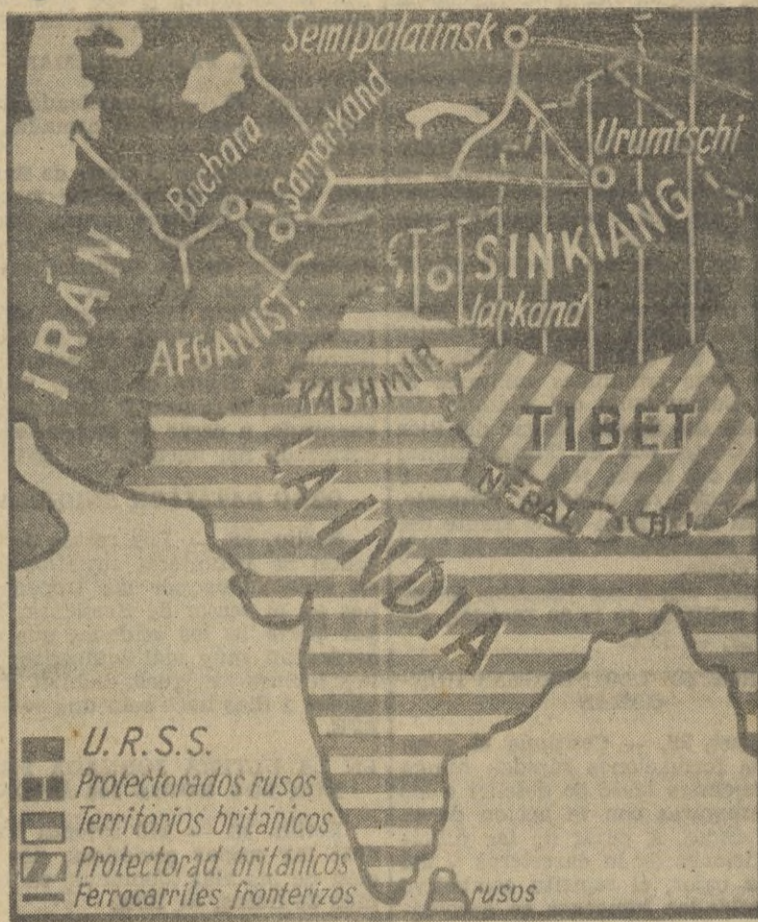 Semipalatinsk
Buchara
Samarkand
Urumtschi
IRÁN
SINKIANG
Jarkand
AFGANIST.
KASHMIR
TIBET
NEPAL
LA INDIA
U.R.S.S.
Protectorados rusos
Territorios británicos
Protectorad. británicos
Ferrocarriles fronterizos rusos